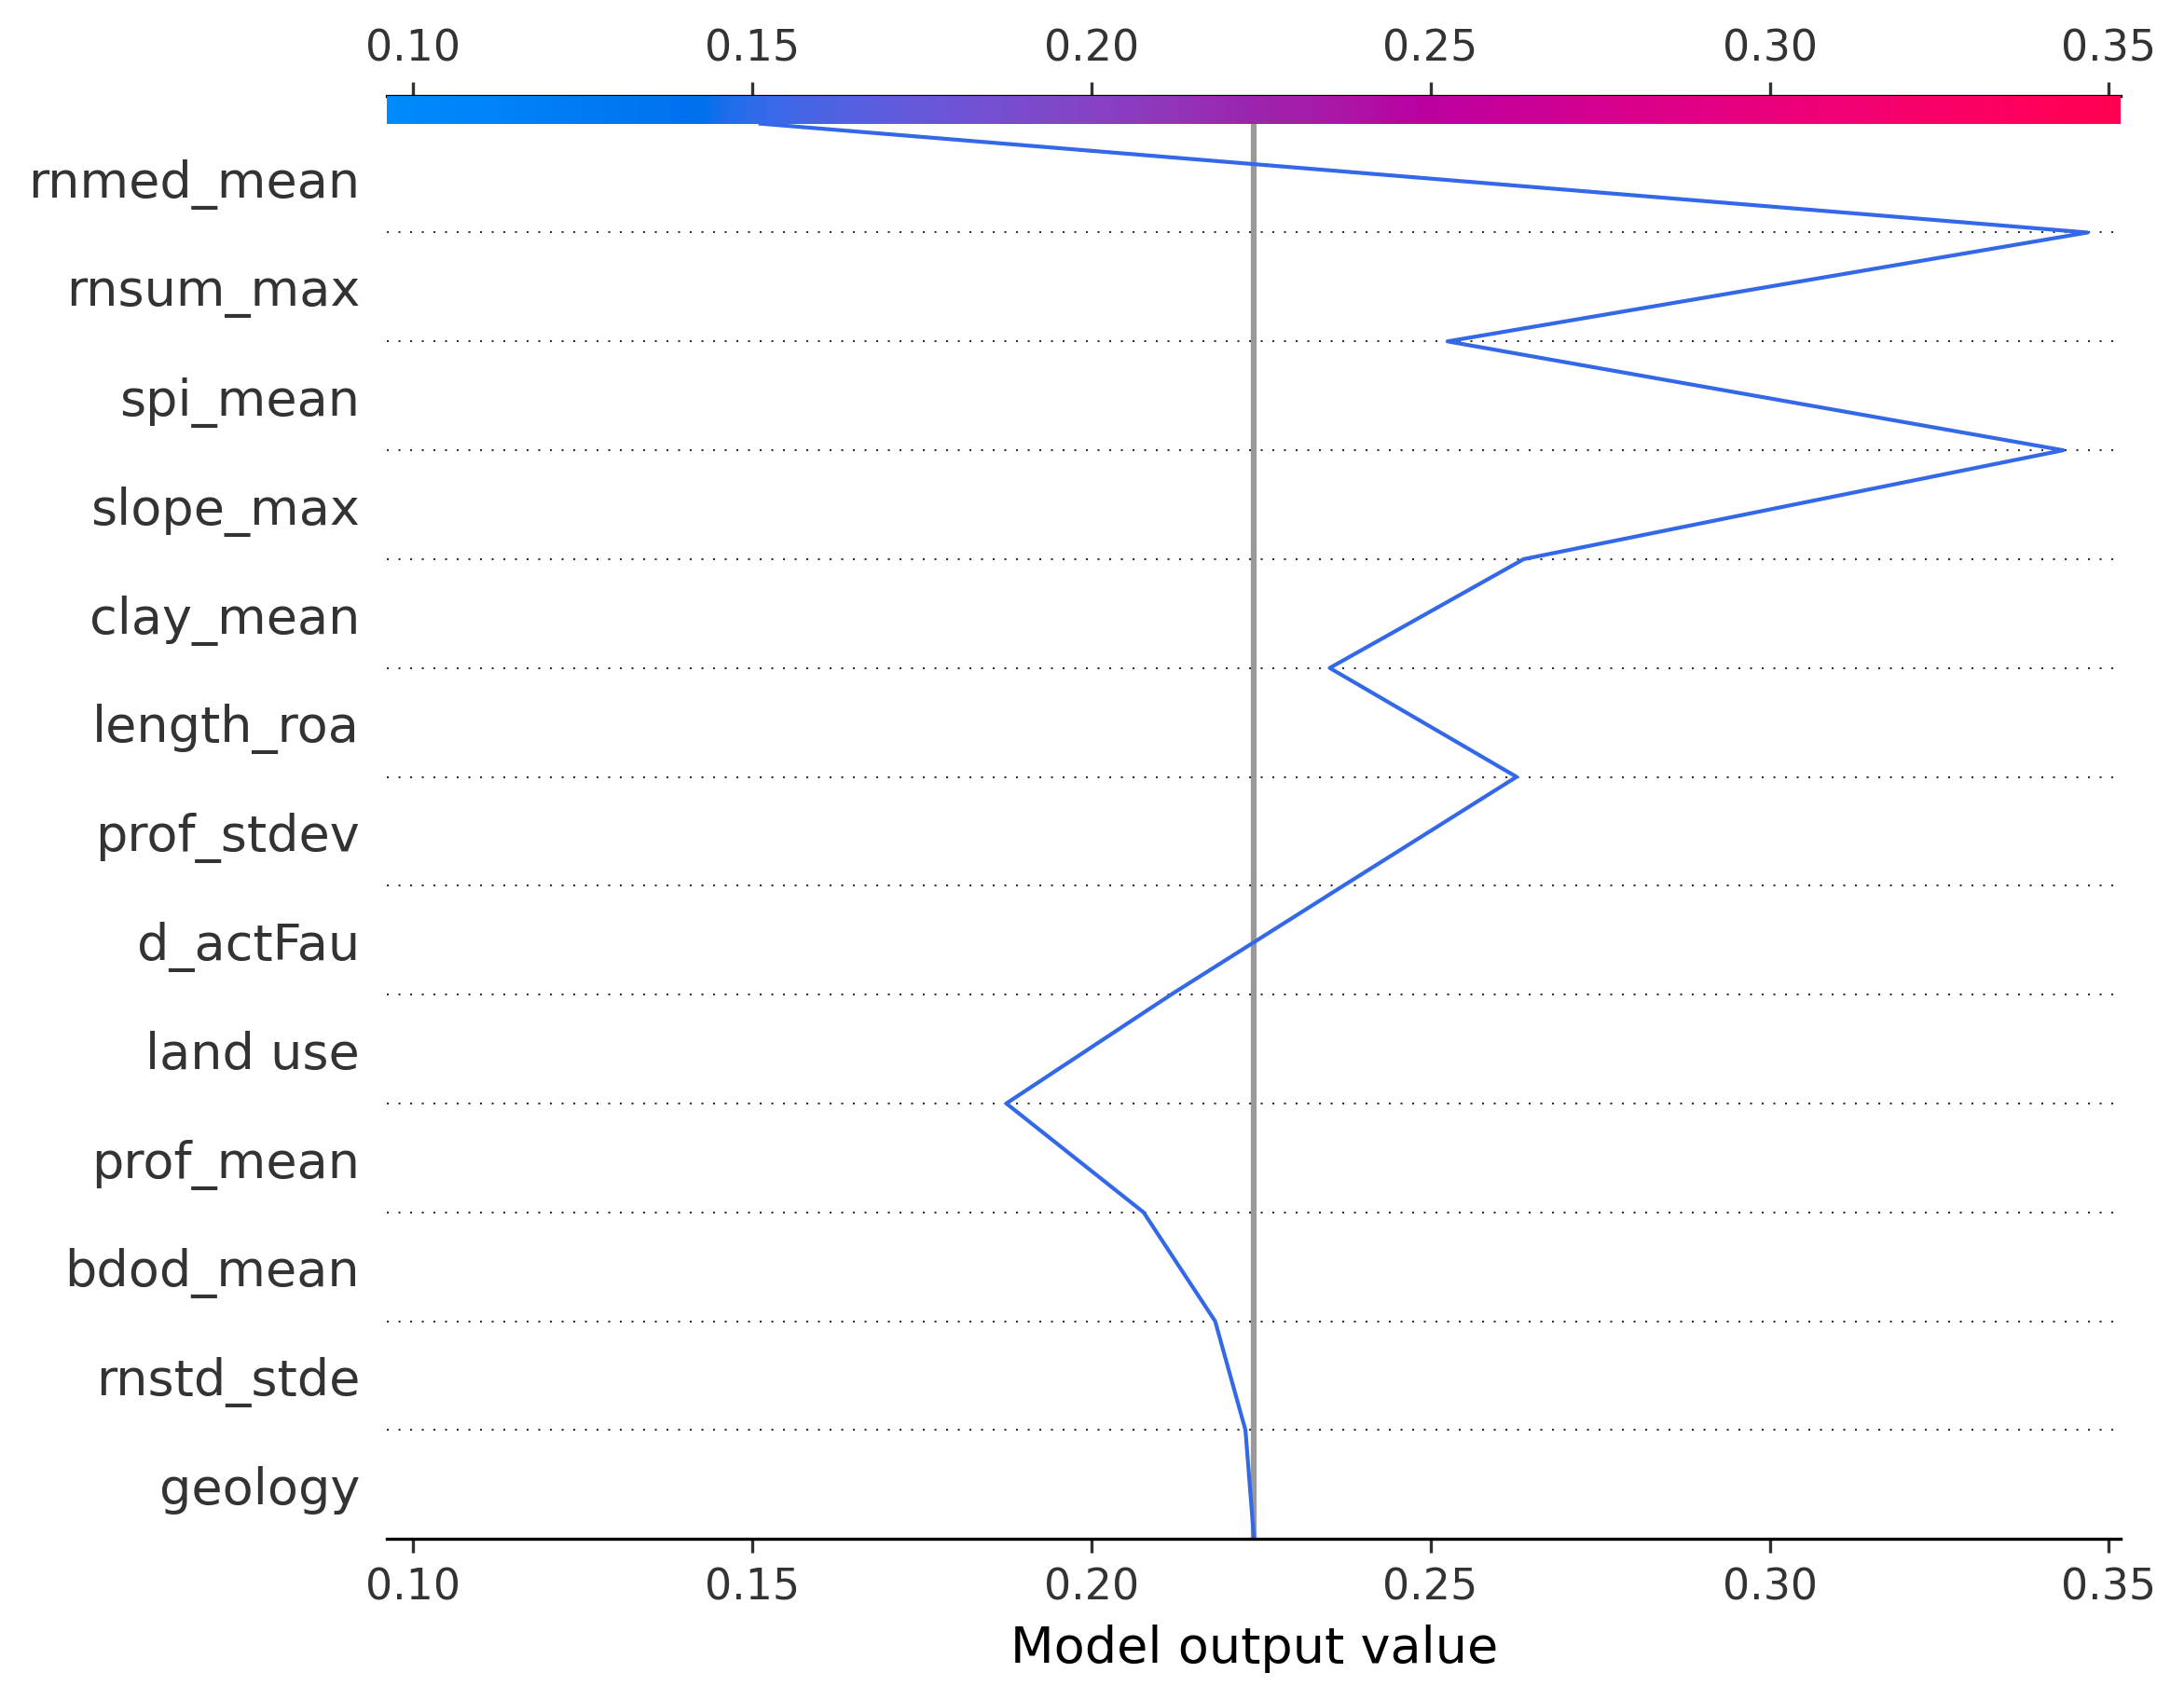 0.10 0.15 0.20 0.25 0.30 0.35
rnmed_mean
rnsum_max
spi_mean
slope_max
clay_mean
length_roa
prof_stdev
d_actFau
land use
prof_mean
bdod_mean
rnstd_stde
geology
0.10 0.15 0.20 0.25 0.30 0.35
Model output value